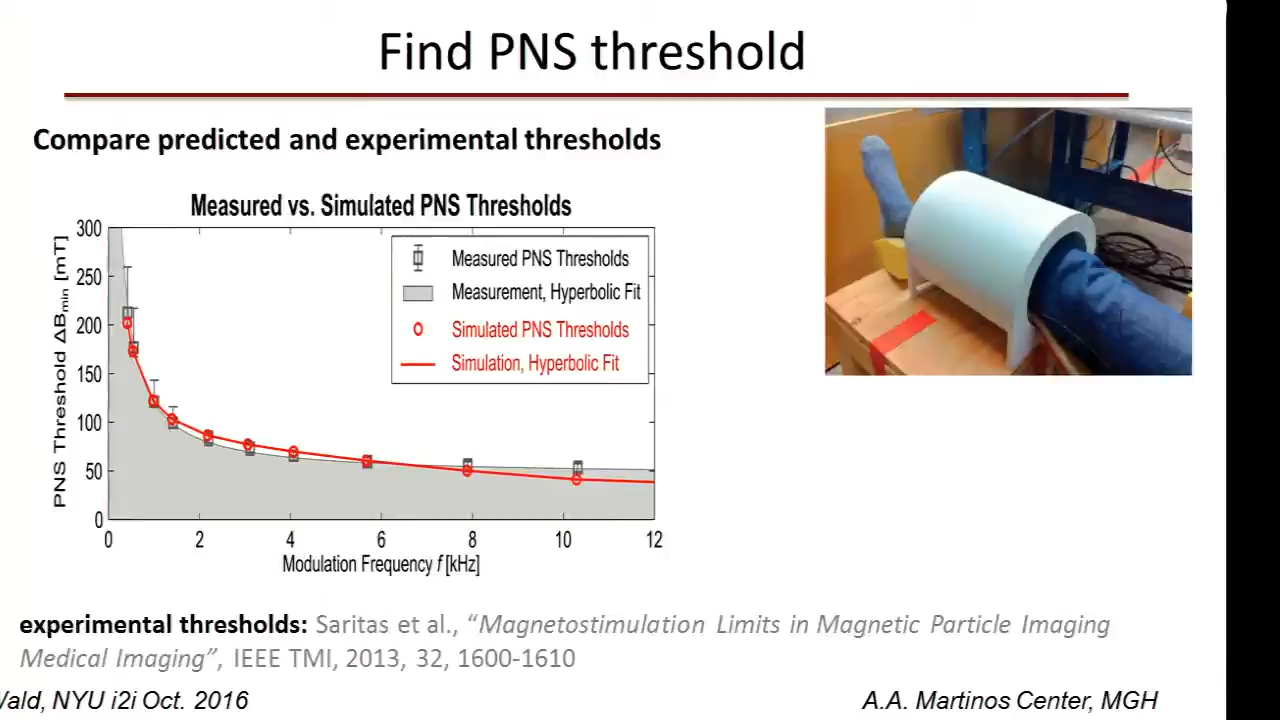 Find PNS threshold
Compare predicted and experimental thresholds
Measured vs. Simulated PNS Thresholds
PNS Threshold ΔBmin [mT]
300
250
200
150
100
50
0
Measured PNS Thresholds
Measurement, Hyperbolic Fit
Simulated PNS Thresholds
Simulation, Hyperbolic Fit
0 2 4 6 8 10 12
Modulation Frequency f [kHz]
experimental thresholds: Saritas et al., “Magnetostimulation Limits in Magnetic Particle Imaging
Medical Imaging”, IEEE TMI, 2013, 32, 1600-1610
Wald, NYU i2i Oct. 2016
A.A. Martinos Center, MGH